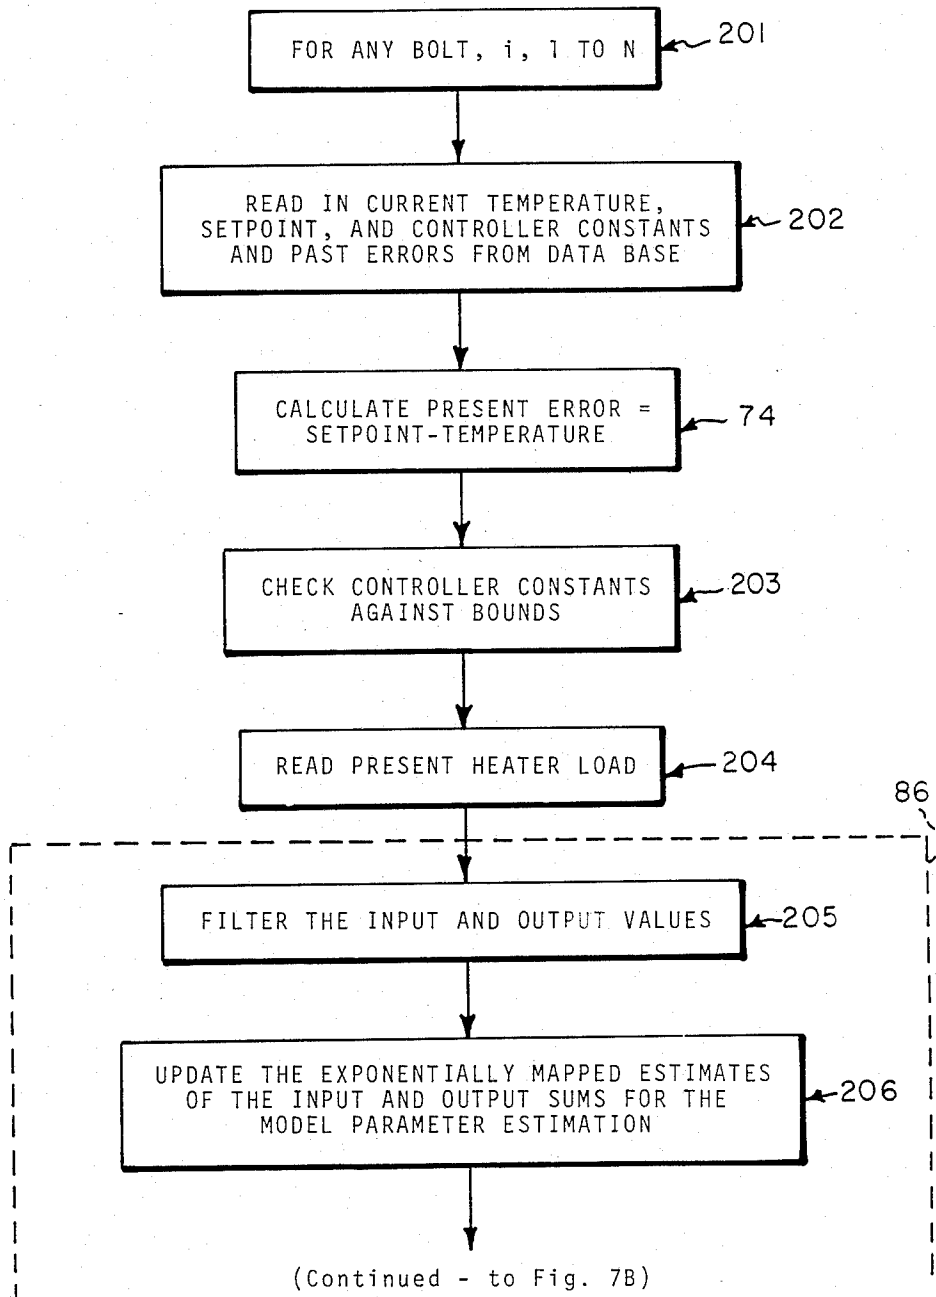 FOR ANY BOLT, i, 1 TO N
201
READ IN CURRENT TEMPERATURE,
SETPOINT, AND CONTROLLER CONSTANTS
AND PAST ERRORS FROM DATA BASE
202
CALCULATE PRESENT ERROR =
SETPOINT-TEMPERATURE
74
CHECK CONTROLLER CONSTANTS
AGAINST BOUNDS
203
READ PRESENT HEATER LOAD
204
86
FILTER THE INPUT AND OUTPUT VALUES
205
UPDATE THE EXPONENTIALLY MAPPED ESTIMATES
OF THE INPUT AND OUTPUT SUMS FOR THE
MODEL PARAMETER ESTIMATION
206
(Continued - to Fig. 7B)